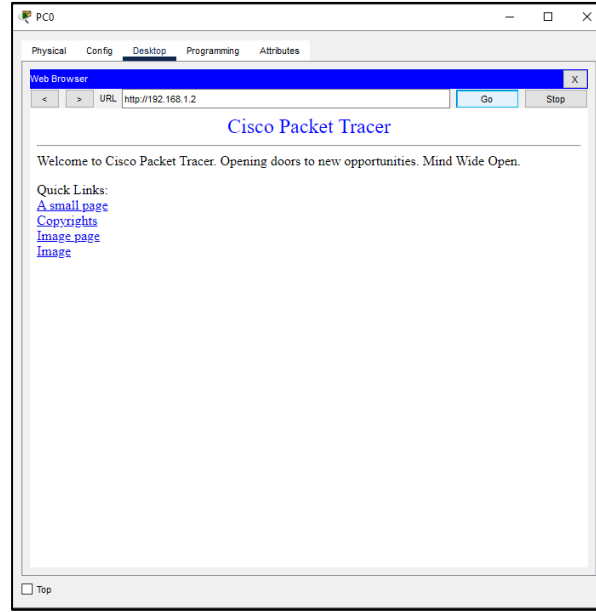 PC0
Physical Config Desktop Programming Attributes
Web Browser X
< > URL http://192.168.1.2 Go Stop
Cisco Packet Tracer
Welcome to Cisco Packet Tracer. Opening doors to new opportunities. Mind Wide Open.
Quick Links:
A small page
Copyrights
Image page
Image
Top